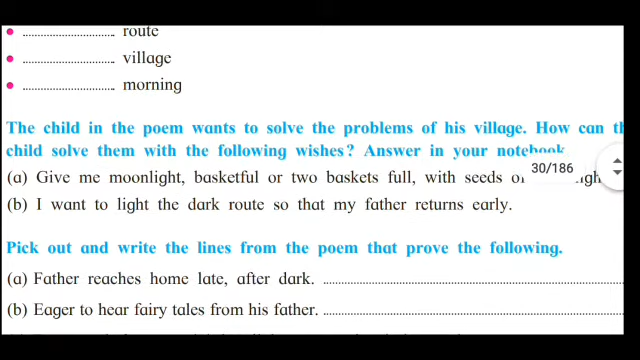 • ............................ route
• ............................ village
• ............................ morning
The child in the poem wants to solve the problems of his village. How can
child solve them with the following wishes? Answer in your notebook.
(a) Give me moonlight, basketful or two baskets full, with seeds
30/186
(b) I want to light the dark route so that my father returns early.
Pick out and write the lines from the poem that prove the following.
(a) Father reaches home late, after dark. ............................
(b) Eager to hear fairy tales from his father. ............................